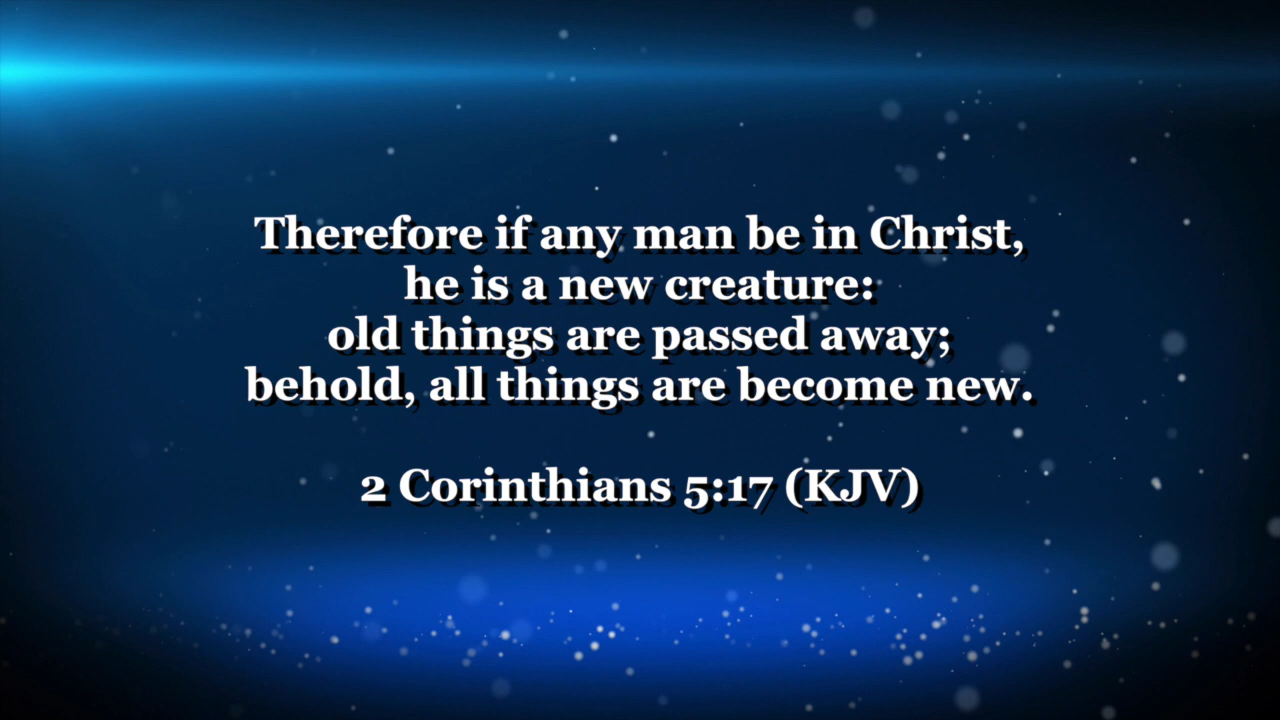 Therefore if any man be in Christ,
he is a new creature:
old things are passed away;
behold, all things are become new.
2 Corinthians 5:17 (KJV)